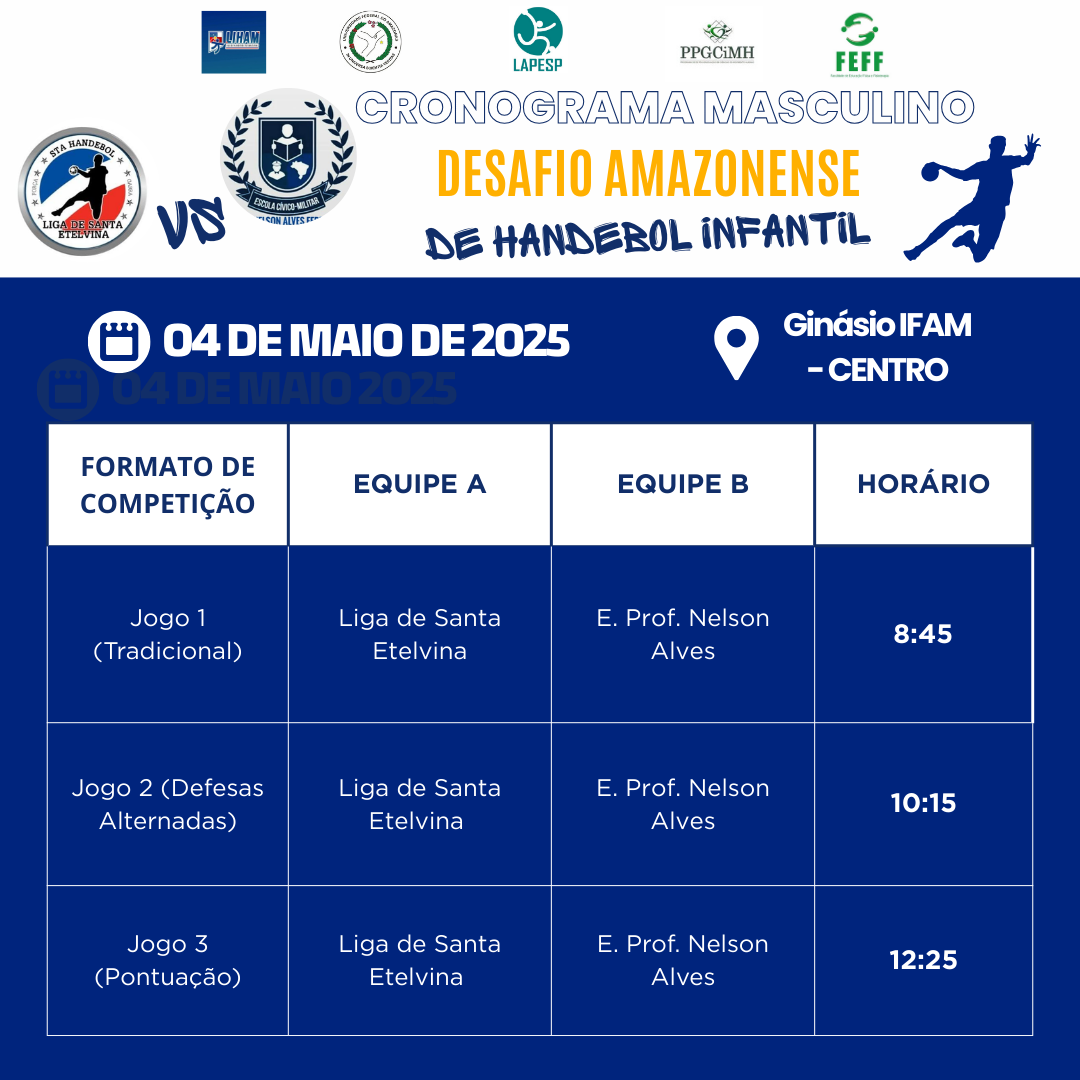 LIHAM
UNIVERSIDADE FEDERAL DO AMAZONAS
LAPESP
PPGCiMH
FEFF
CRONOGRAMA MASCULINO
STA HANDEBOL
LIGA DE SANTA
ETELVINA
VS
ESCOLA CÍVICO-MILITAR
DESAFIO AMAZONENSE
DE HANDEBOL INFANTIL
04 DE MAIO DE 2025
04 DE MAIO 2025
Ginásio IFAM
- CENTRO
FORMATO DE
COMPETIÇÃO
EQUIPE A
EQUIPE B
HORÁRIO
Jogo 1
(Tradicional)
Liga de Santa
Etelvina
E. Prof. Nelson
Alves
8:45
Jogo 2 (Defesas
Alternadas)
Liga de Santa
Etelvina
E. Prof. Nelson
Alves
10:15
Jogo 3
(Pontuação)
Liga de Santa
Etelvina
E. Prof. Nelson
Alves
12:25